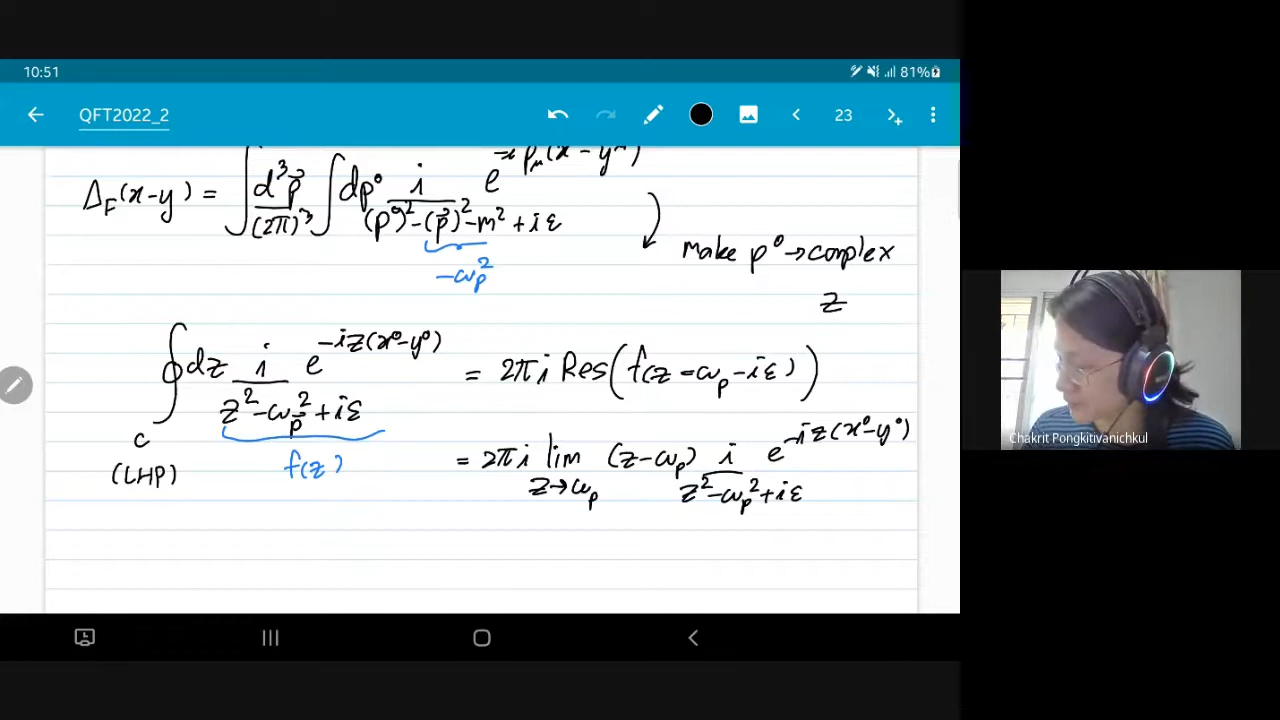 10:51 81%
QFT2022_2 23
Δ_F(x-y) = ∫ d³p⃗/(2π)³ ∫ dp⁰ i/((p⁰)²-(p⃗)²-m²+iε) e^{-ip_μ(x-y^μ)}
-ω_p²
Make p⁰→complex
z
∮_C dz i/(z²-ω_p⃗²+iε) e^{-iz(x⁰-y⁰)} = 2πi Res(f(z=ω_p-iε))
(LHP) f(z)
= 2πi lim_{z→ω_p} (z-ω_p) i/(z²-ω_p²+iε) e^{-iz(x⁰-y⁰)}
Chakrit Pongkitivanichkul